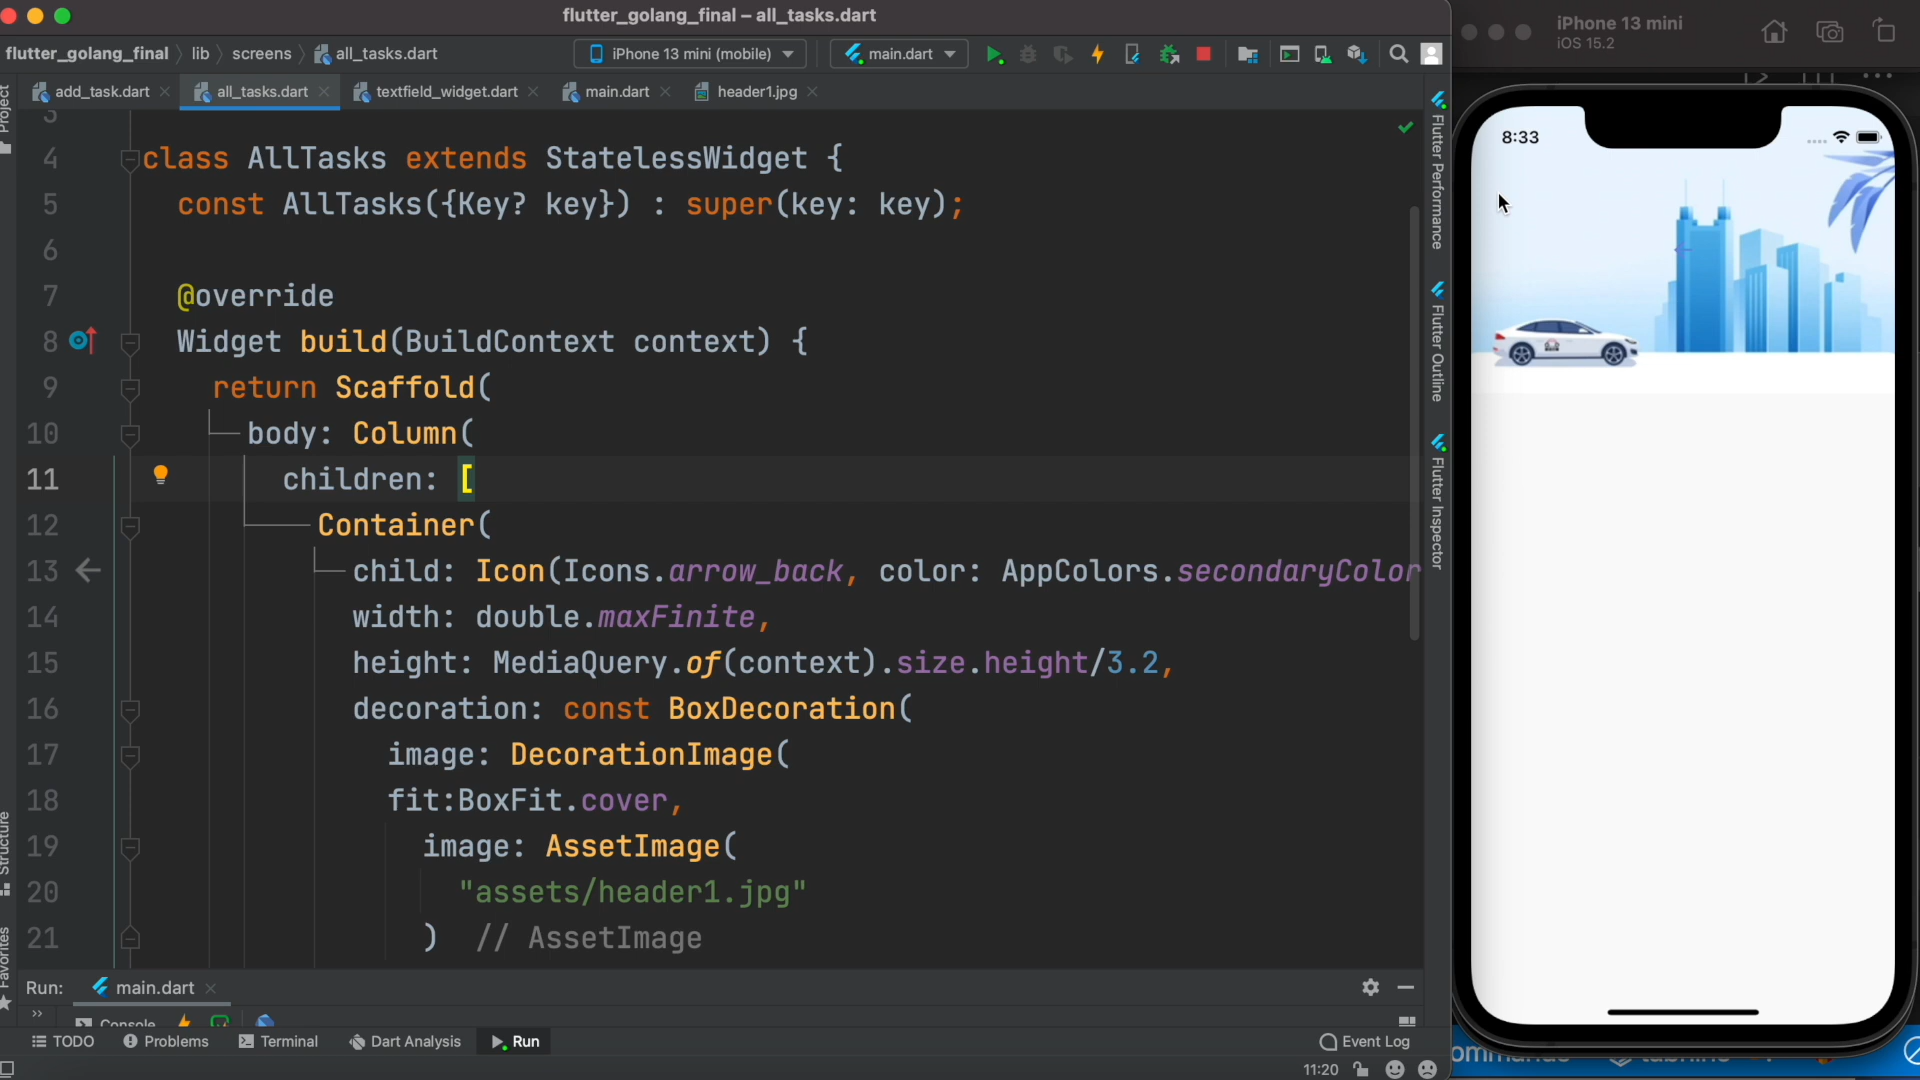 flutter_golang_final – all_tasks.dart
flutter_golang_final lib screens all_tasks.dart
iPhone 13 mini (mobile) main.dart
add_task.dart all_tasks.dart textfield_widget.dart main.dart header1.jpg
Project
3
4 class AllTasks extends StatelessWidget {
5 const AllTasks({Key? key}) : super(key: key);
6
7 @override
8 Widget build(BuildContext context) {
9 return Scaffold(
10 body: Column(
11 children: [
12 Container(
13 child: Icon(Icons.arrow_back, color: AppColors.secondaryColor
14 width: double.maxFinite,
15 height: MediaQuery.of(context).size.height/3.2,
16 decoration: const BoxDecoration(
17 image: DecorationImage(
18 fit:BoxFit.cover,
19 image: AssetImage(
20 "assets/header1.jpg"
21 ) // AssetImage
Structure
Favorites
Flutter Performance
Flutter Outline
Flutter Inspector
Run: main.dart
Console
TODO Problems Terminal Dart Analysis Run Event Log
11:20
iPhone 13 mini
iOS 15.2
8:33